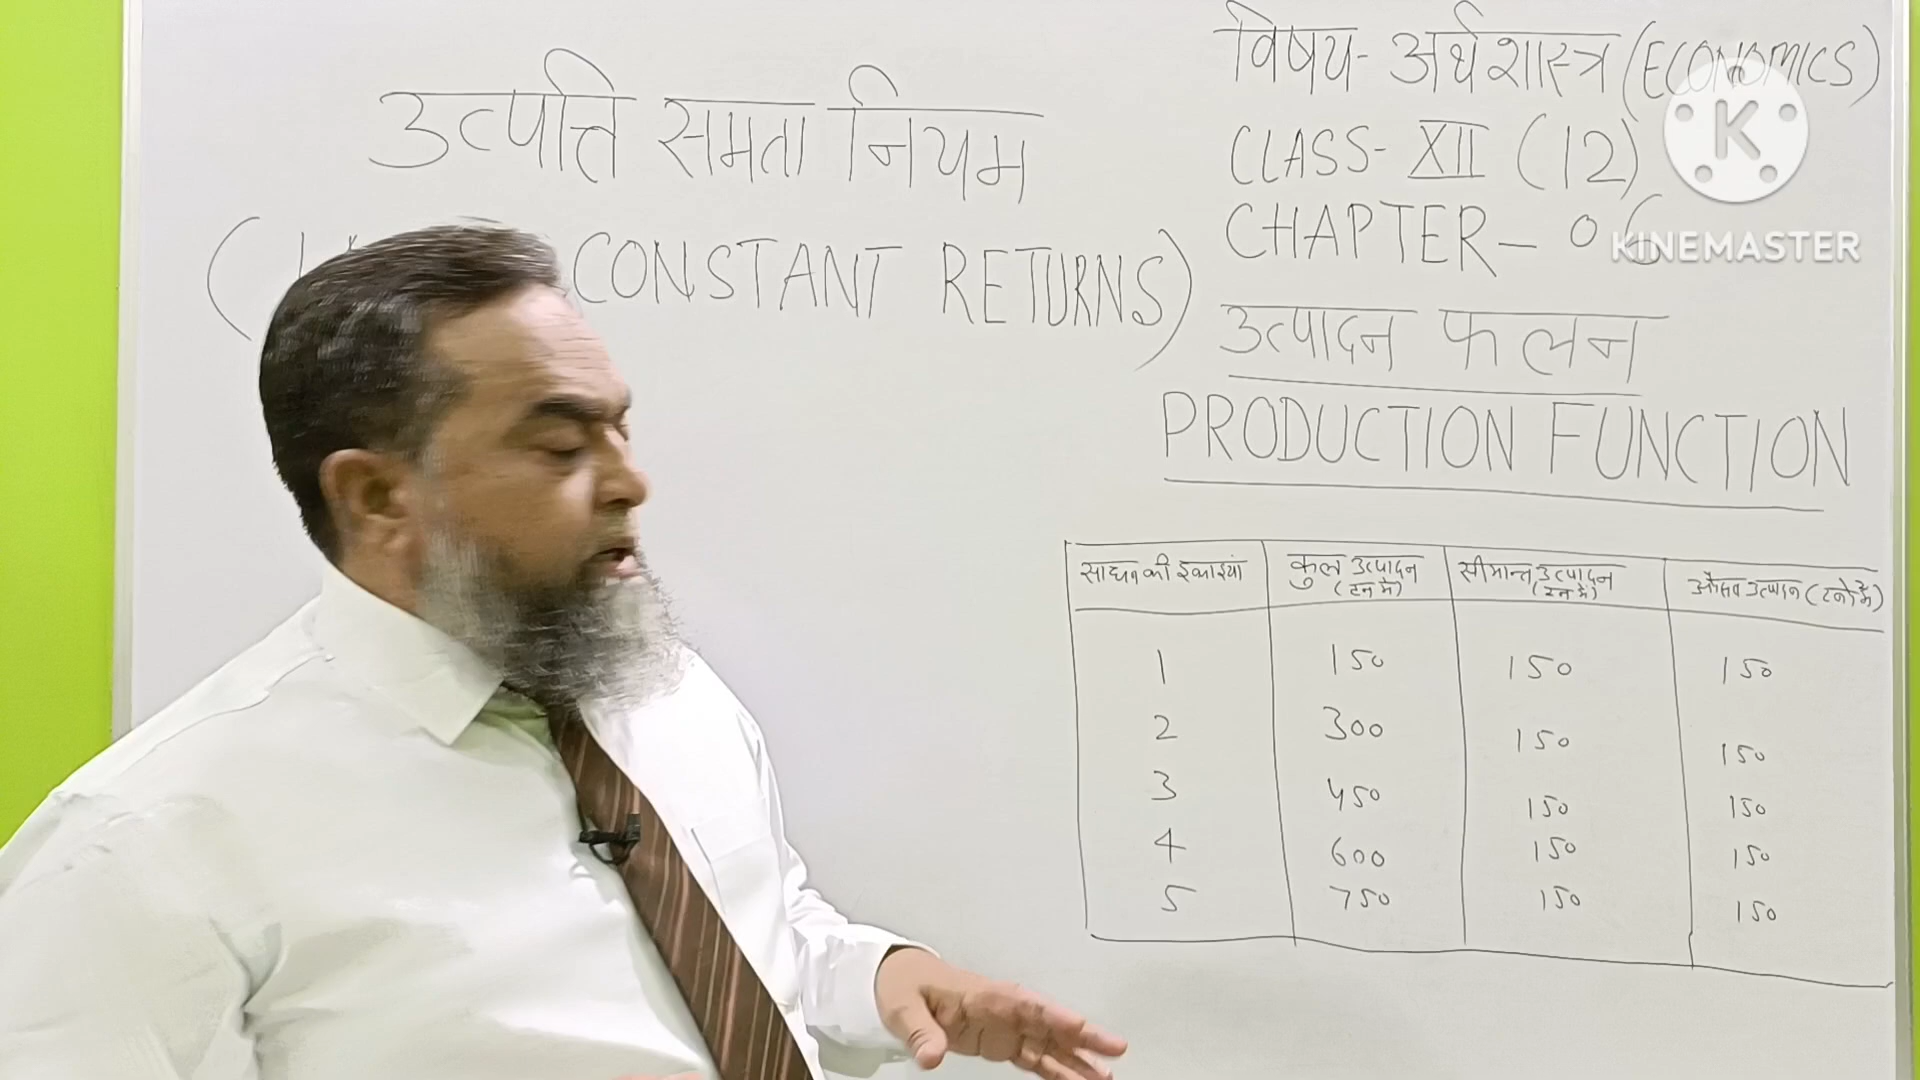 उत्पत्ति समता नियम
CONSTANT RETURNS)
विषय- अर्थशास्त्र (ECONOMICS)
CLASS- XII (12)
CHAPTER- 06
उत्पादन फलन
PRODUCTION FUNCTION
K
KINEMASTER
साधन की इकाइयां कुल उत्पादन (टन में) सीमान्त उत्पादन (टन में) औसत उत्पादन (टनो में)
1 150 150 150
2 300 150 150
3 450 150 150
4 600 150 150
5 750 150 150